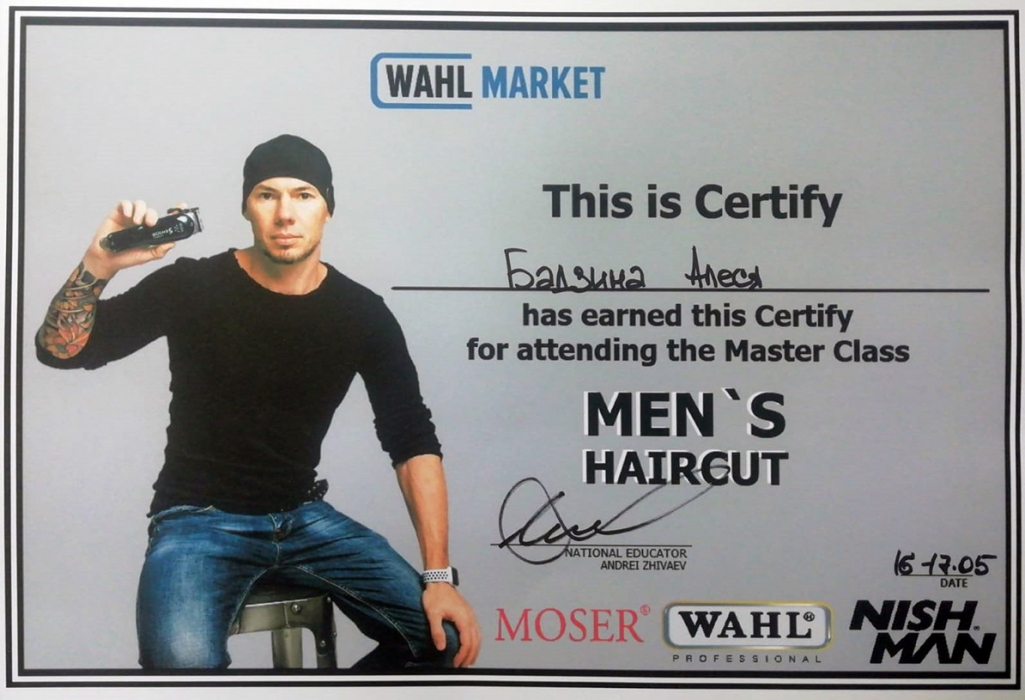 WAHL MARKET
This is Certify
Балзина Алеся
has earned this Certify
for attending the Master Class
MEN`S
HAIRCUT
NATIONAL EDUCATOR
ANDREI ZHIVAEV
16-17.05
DATE
MOSER®
WAHL®
PROFESSIONAL
NISH
MAN